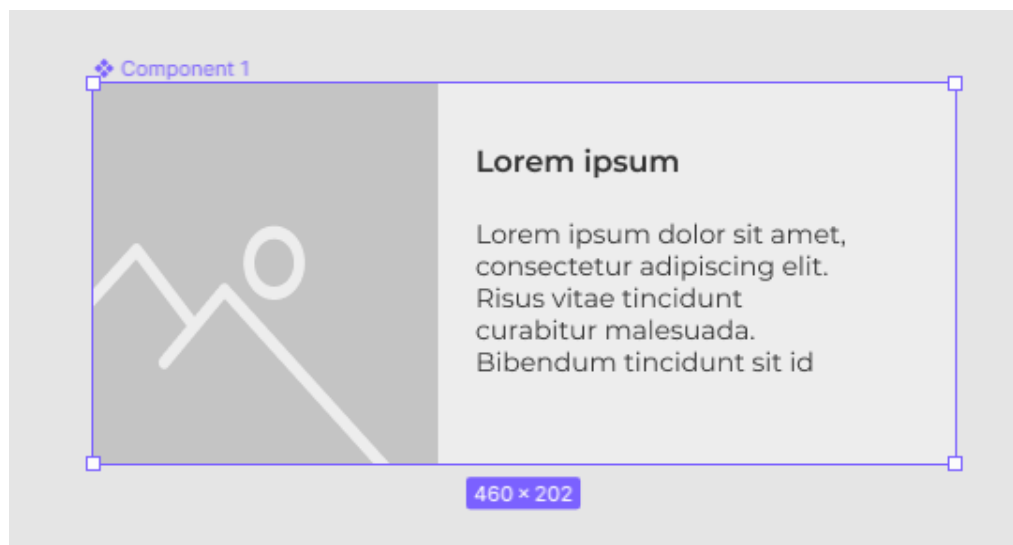 Component 1
Lorem ipsum
Lorem ipsum dolor sit amet,
consectetur adipiscing elit.
Risus vitae tincidunt
curabitur malesuada.
Bibendum tincidunt sit id
460 × 202